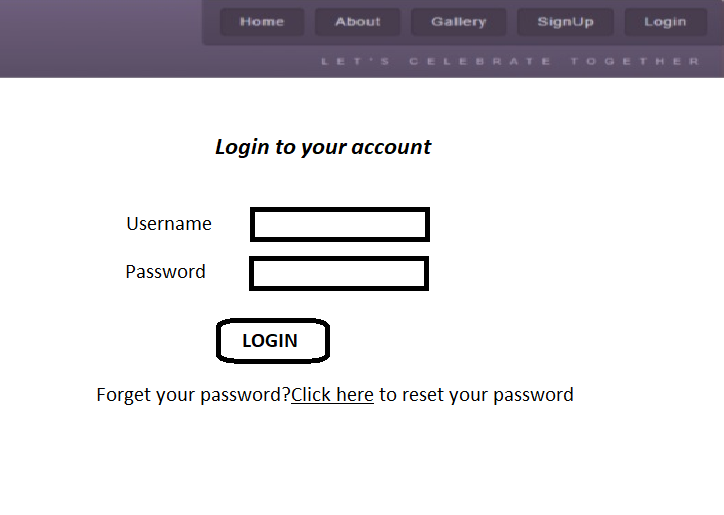 Home About Gallery SignUp Login
LET'S CELEBRATE TOGETHER
Login to your account
Username
Password
LOGIN
Forget your password?Click here to reset your password